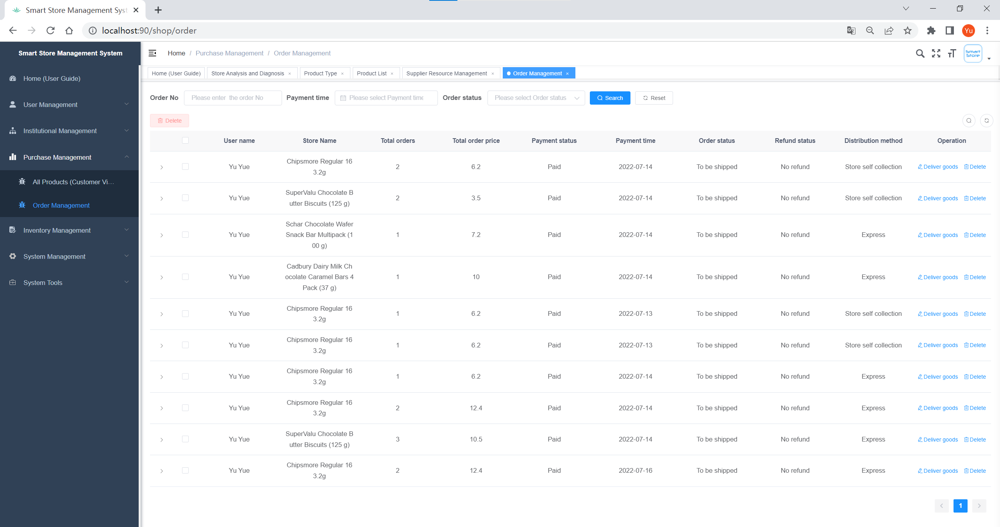 Smart Store Management Syst
localhost:90/shop/order
Yu
Smart Store Management System
Home / Purchase Management / Order Management
Smart
Store
Home (User Guide)
Store Analysis and Diagnosis ×
Product Type ×
Product List ×
Supplier Resource Management ×
Order Management ×
Home (User Guide)
User Management
Institutional Management
Purchase Management
All Products (Customer Vi...
Order Management
Inventory Management
System Management
System Tools
Order No Please enter the order No Payment time Please select Payment time Order status Please select Order status Search Reset
Delete
User name Store Name Total orders Total order price Payment status Payment time Order status Refund status Distribution method Operation
Chipsmore Regular 16
Yu Yue 2 6.2 Paid 2022-07-14 To be shipped No refund Store self collection Deliver goods Delete
3.2g
SuperValu Chocolate B
Yu Yue 2 3.5 Paid 2022-07-14 To be shipped No refund Store self collection Deliver goods Delete
utter Biscuits (125 g)
Schar Chocolate Wafer
Yu Yue Snack Bar Multipack (1 1 7.2 Paid 2022-07-14 To be shipped No refund Express Deliver goods Delete
00 g)
Cadbury Dairy Milk Ch
Yu Yue ocolate Caramel Bars 4 1 10 Paid 2022-07-14 To be shipped No refund Express Deliver goods Delete
Pack (37 g)
Chipsmore Regular 16
Yu Yue 1 6.2 Paid 2022-07-13 To be shipped No refund Store self collection Deliver goods Delete
3.2g
Chipsmore Regular 16
Yu Yue 1 6.2 Paid 2022-07-13 To be shipped No refund Store self collection Deliver goods Delete
3.2g
Chipsmore Regular 16
Yu Yue 1 6.2 Paid 2022-07-14 To be shipped No refund Express Deliver goods Delete
3.2g
Chipsmore Regular 16
Yu Yue 2 12.4 Paid 2022-07-14 To be shipped No refund Express Deliver goods Delete
3.2g
SuperValu Chocolate B
Yu Yue 3 10.5 Paid 2022-07-14 To be shipped No refund Express Deliver goods Delete
utter Biscuits (125 g)
Chipsmore Regular 16
Yu Yue 2 12.4 Paid 2022-07-16 To be shipped No refund Express Deliver goods Delete
3.2g
1